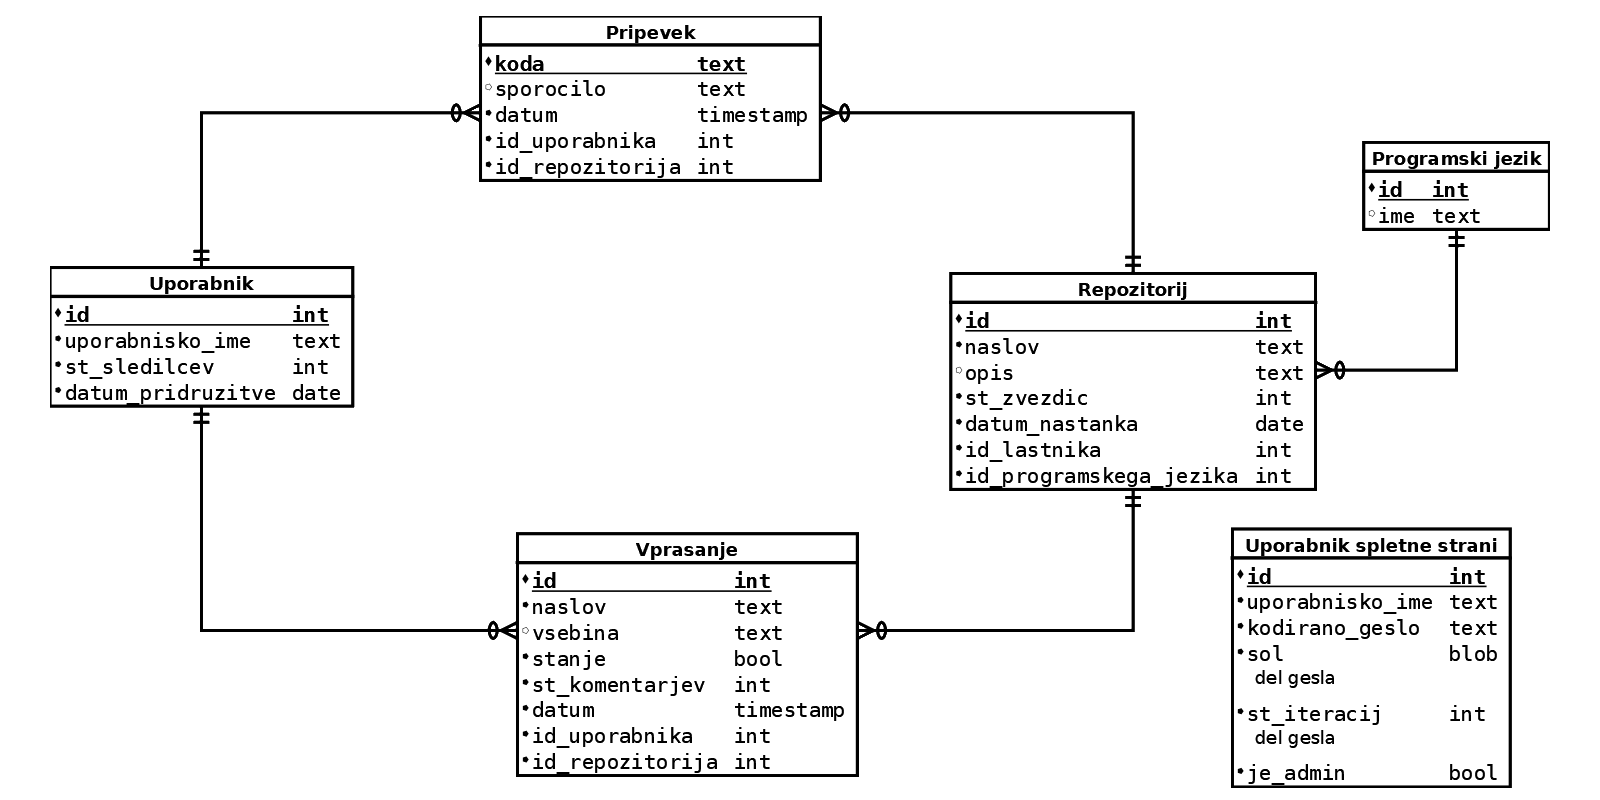 Pripevek
koda text
sporocilo text
datum timestamp
id_uporabnika int
id_repozitorija int
Programski jezik
id int
ime text
Uporabnik
id int
uporabnisko_ime text
st_sledilcev int
datum_pridruzitve date
Repozitorij
id int
naslov text
opis text
st_zvezdic int
datum_nastanka date
id_lastnika int
id_programskega_jezika int
Vprasanje
id int
naslov text
vsebina text
stanje bool
st_komentarjev int
datum timestamp
id_uporabnika int
id_repozitorija int
Uporabnik spletne strani
id int
uporabnisko_ime text
kodirano_geslo text
sol blob
del gesla
st_iteracij int
del gesla
je_admin bool